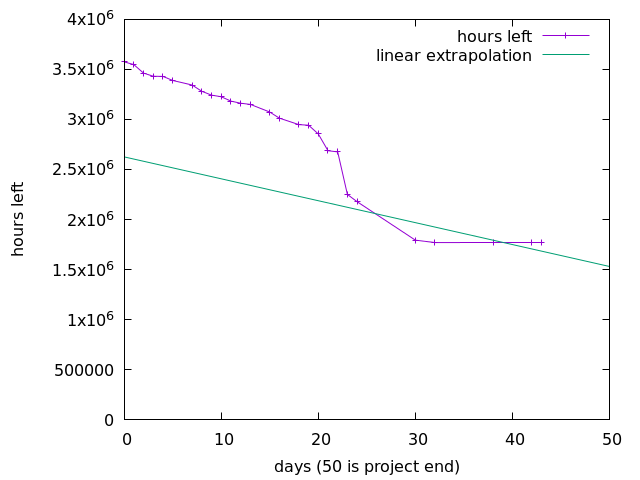 4x10⁶
3.5x10⁶
3x10⁶
2.5x10⁶
2x10⁶
1.5x10⁶
1x10⁶
500000
0
hours left
hours left
linear extrapolation
0 10 20 30 40 50
days (50 is project end)